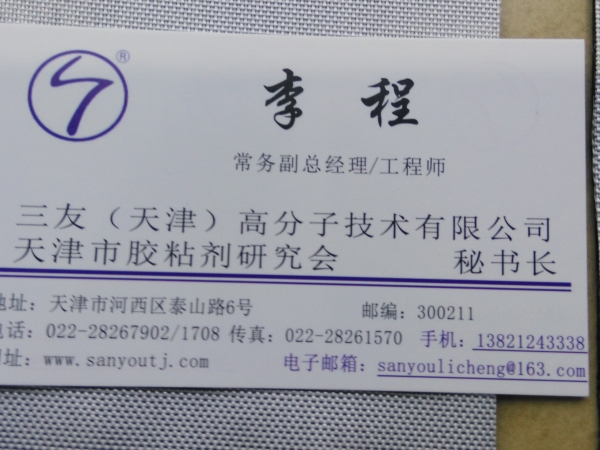 ®
李 程
常务副总经理/工程师
三友（天津）高分子技术有限公司
天津市胶粘剂研究会 秘书长
地址：天津市河西区泰山路6号 邮编：300211
电话：022-28267902/1708 传真：022-28261570 手机：13821243338
网址：www.sanyoutj.com 电子邮箱：sanyoulicheng@163.com